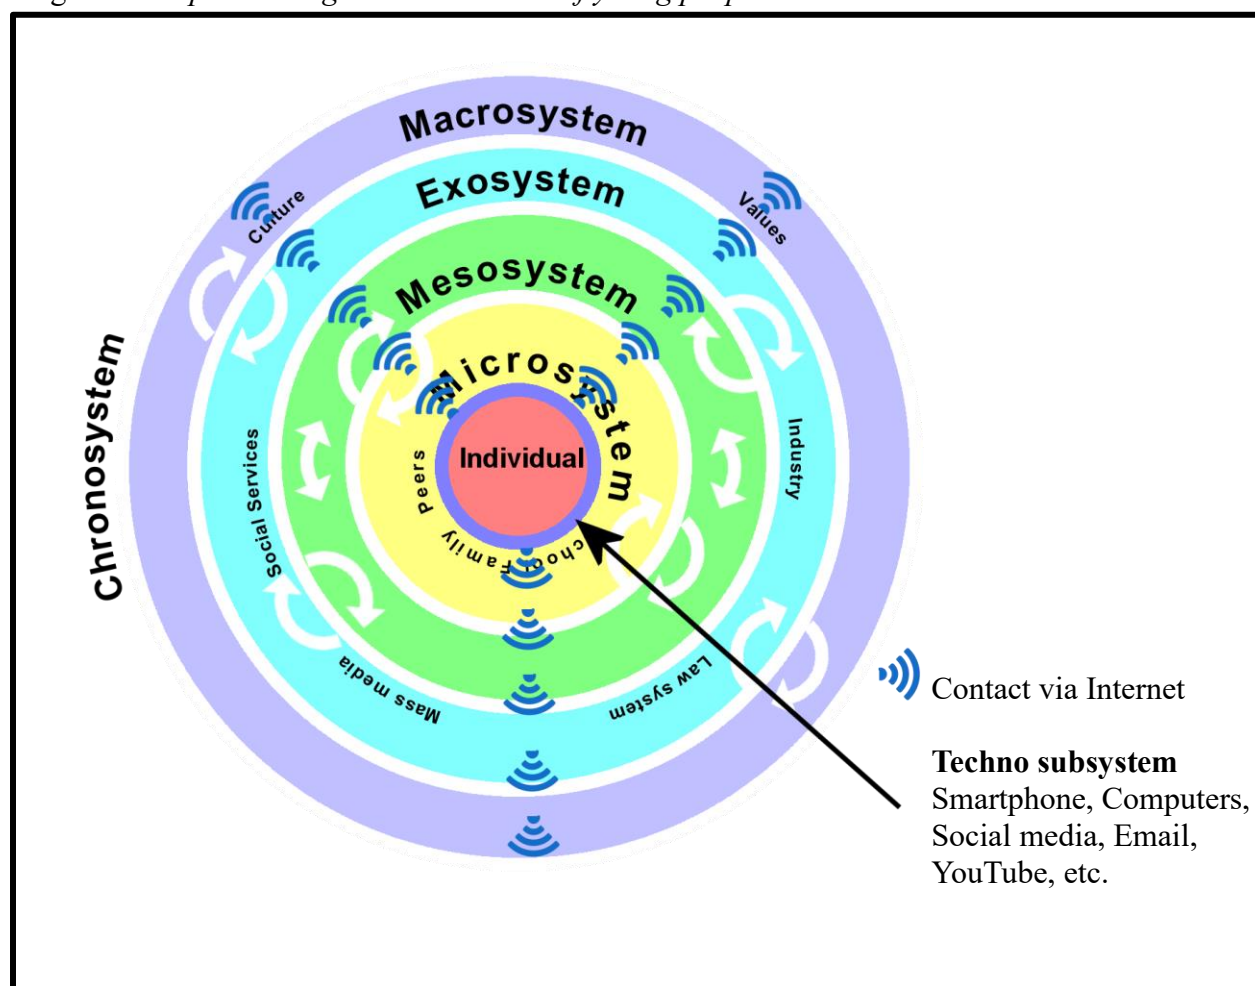 Macrosystem
Exosystem
Mesosystem
Microsystem
Individual
Chronosystem
Culture
Values
Social Services
Industry
Peers
Family
chool
Mass media
Law system
Contact via Internet
Techno subsystem
Smartphone, Computers,
Social media, Email,
YouTube, etc.